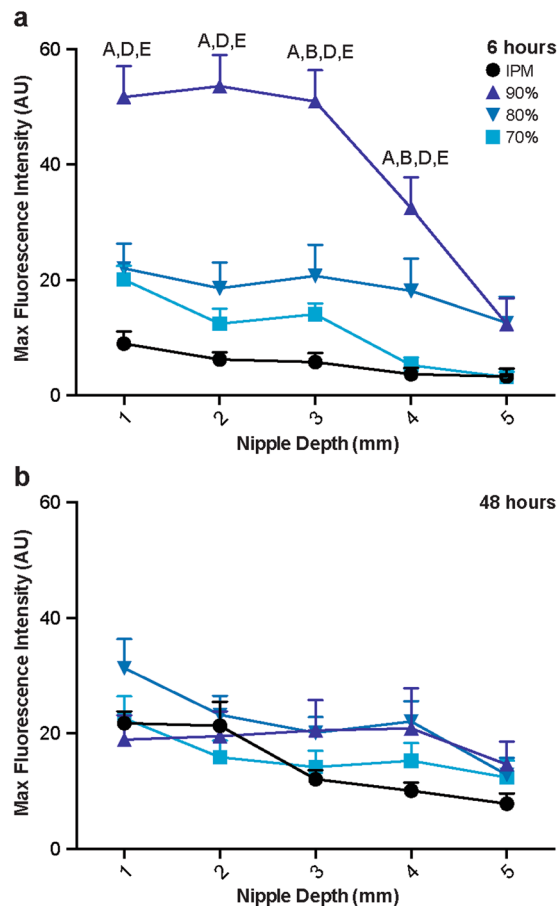 a
6 hours
IPM
90%
80%
70%
A,D,E
A,D,E
A,B,D,E
A,B,D,E
Max Fluorescence Intensity (AU)
60
40
20
0
1
2
3
4
5
Nipple Depth (mm)
b
48 hours
Max Fluorescence Intensity (AU)
60
40
20
0
1
2
3
4
5
Nipple Depth (mm)